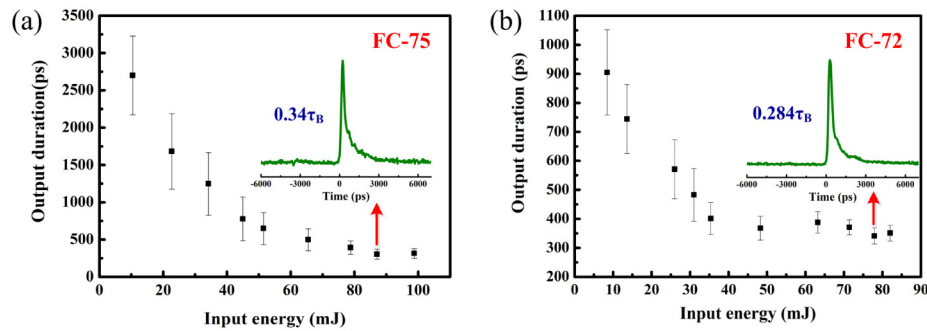 (a)
FC-75
0.34τB
Output duration(ps)
3500
3000
2500
2000
1500
1000
500
0
-6000 -3000 0 3000 6000
Time (ps)
0 20 40 60 80 100
Input energy (mJ)
(b)
FC-72
0.284τB
Output duration (ps)
1100
1000
900
800
700
600
500
400
300
200
-6000 -3000 0 3000 6000
Time (ps)
0 10 20 30 40 50 60 70 80 90
Input energy (mJ)